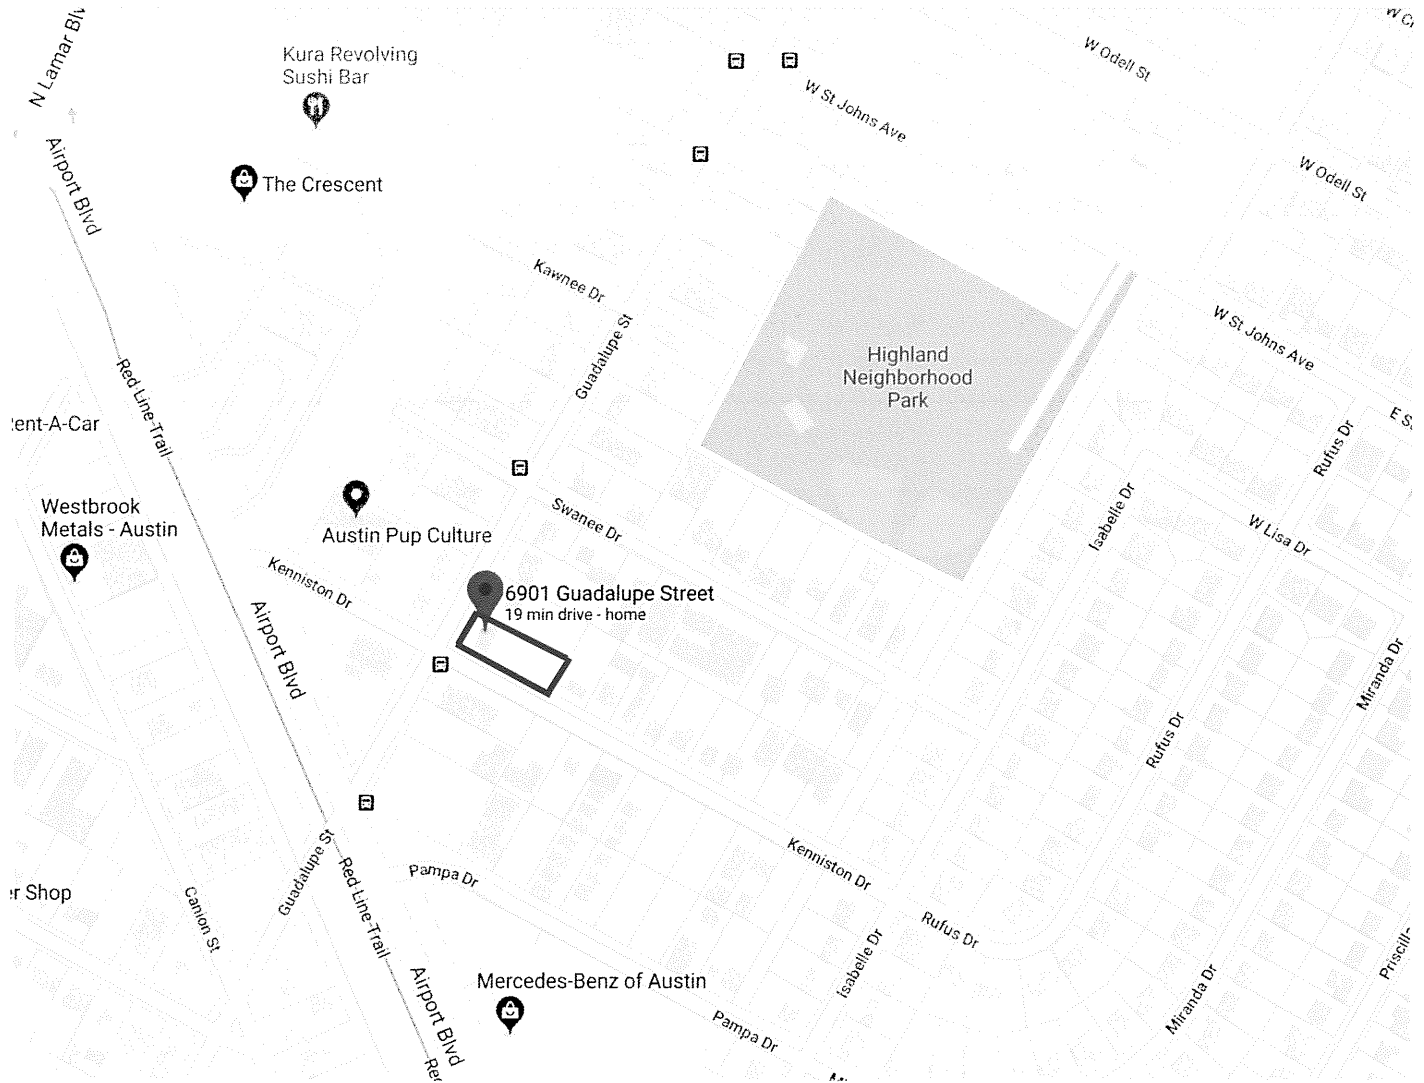 N Lamar Blv
Kura Revolving
Sushi Bar
W Odell St
W St Johns Ave
Airport Blvd
The Crescent
W Odell St
Kawnee Dr
Guadalupe St
W St Johns Ave
Highland
Neighborhood
Park
Red Line Trail
ent-A-Car
E S
Rufus Dr
Westbrook
Metals - Austin
Swanee Dr
Isabelle Dr
W Lisa Dr
Austin Pup Culture
Kenniston Dr
6901 Guadalupe Street
19 min drive - home
Airport Blvd
Miranda Dr
Rufus Dr
Guadalupe St
Kenniston Dr
Pampa Dr
er Shop
Canion St
Red Line Trail
Rufus Dr
Isabelle Dr
Priscill
Mercedes-Benz of Austin
Airport Blvd
Miranda Dr
Pampa Dr
Red